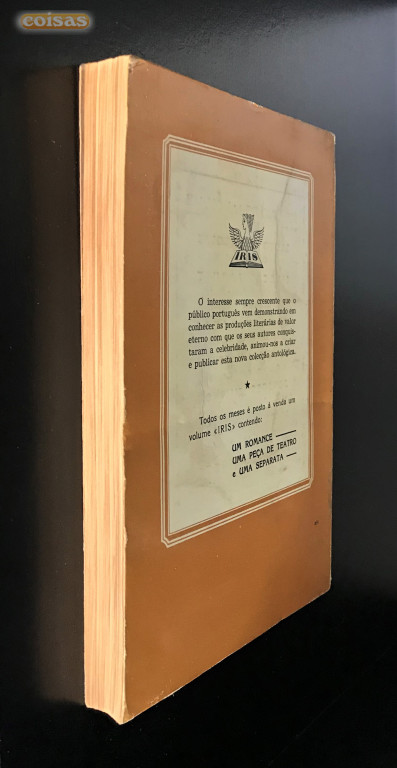 coisas
IRIS
O interesse sempre crescente que o
público português vem demonstrando em
conhecer as produções literárias de valor
eterno com que os seus autores conquis-
taram a celebridade, animou-nos a criar
e publicar esta nova colecção antológica.
Todos os meses é posto à venda um
volume «IRIS» contendo:
UM ROMANCE
UMA PEÇA DE TEATRO
e UMA SEPARATA